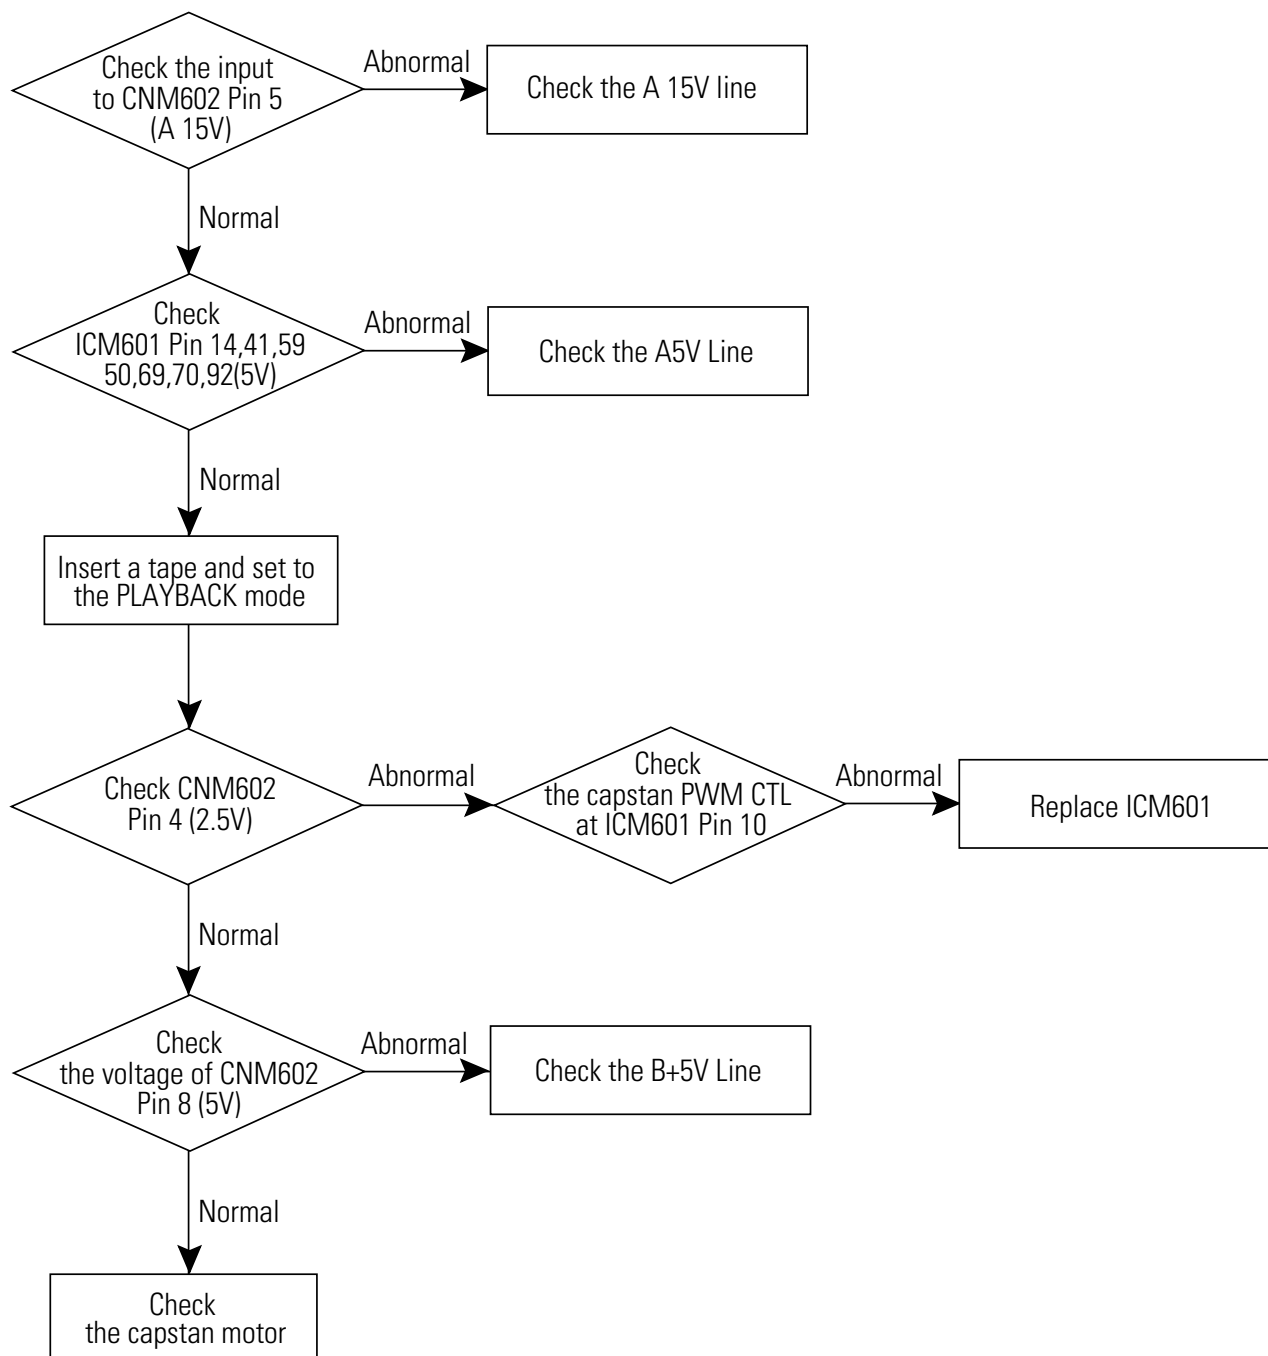 Check the input
to CNM602 Pin 5
(A 15V)
Abnormal
Check the A 15V line
Normal
Check
ICM601 Pin 14,41,59
50,69,70,92(5V)
Abnormal
Check the A5V Line
Normal
Insert a tape and set to
the PLAYBACK mode
Check CNM602
Pin 4 (2.5V)
Abnormal
Check
the capstan PWM CTL
at ICM601 Pin 10
Abnormal
Replace ICM601
Normal
Check
the voltage of CNM602
Pin 8 (5V)
Abnormal
Check the B+5V Line
Normal
Check
the capstan motor